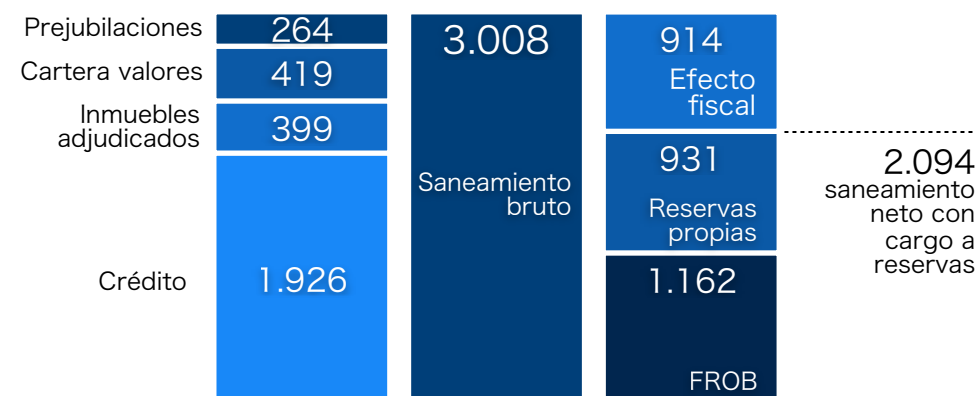 Prejubilaciones
264
Cartera valores
419
Inmuebles
adjudicados
399
Crédito
1.926
3.008
Saneamiento
bruto
914
Efecto
fiscal
931
Reservas
propias
1.162
FROB
2.094
saneamiento
neto con
cargo a
reservas